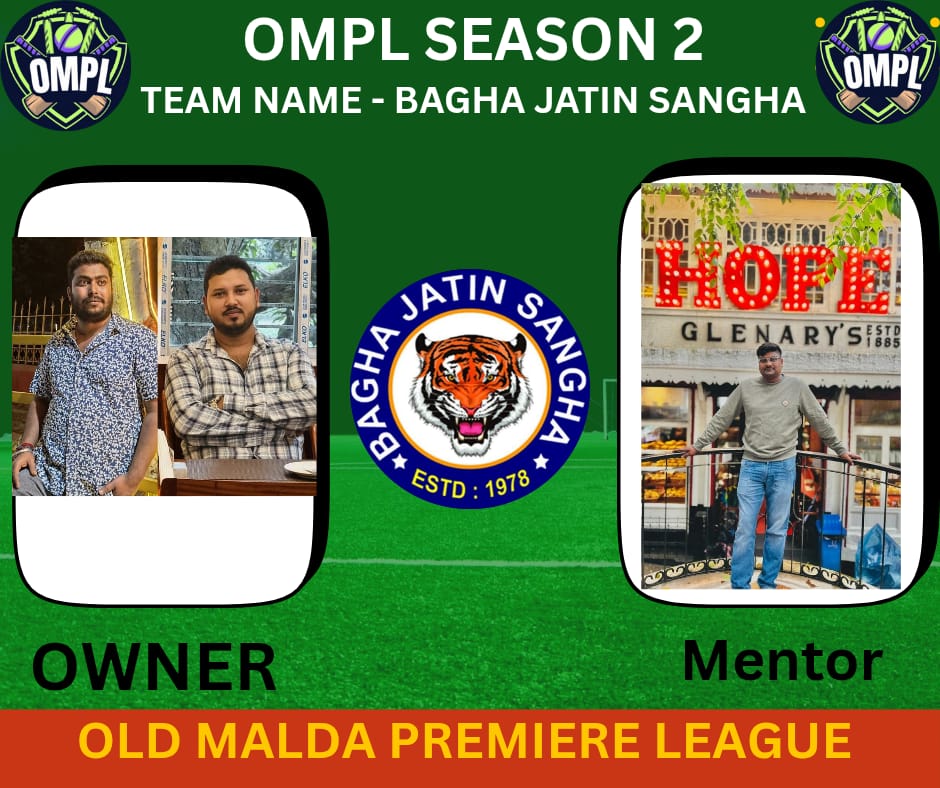 OMPL SEASON 2
TEAM NAME - BAGHA JATIN SANGHA
OMPL
OMPL
HOPE
GLENARY'S ESTD 1885
BAGHA JATIN SANGHA
ESTD : 1978
OWNER
Mentor
OLD MALDA PREMIERE LEAGUE